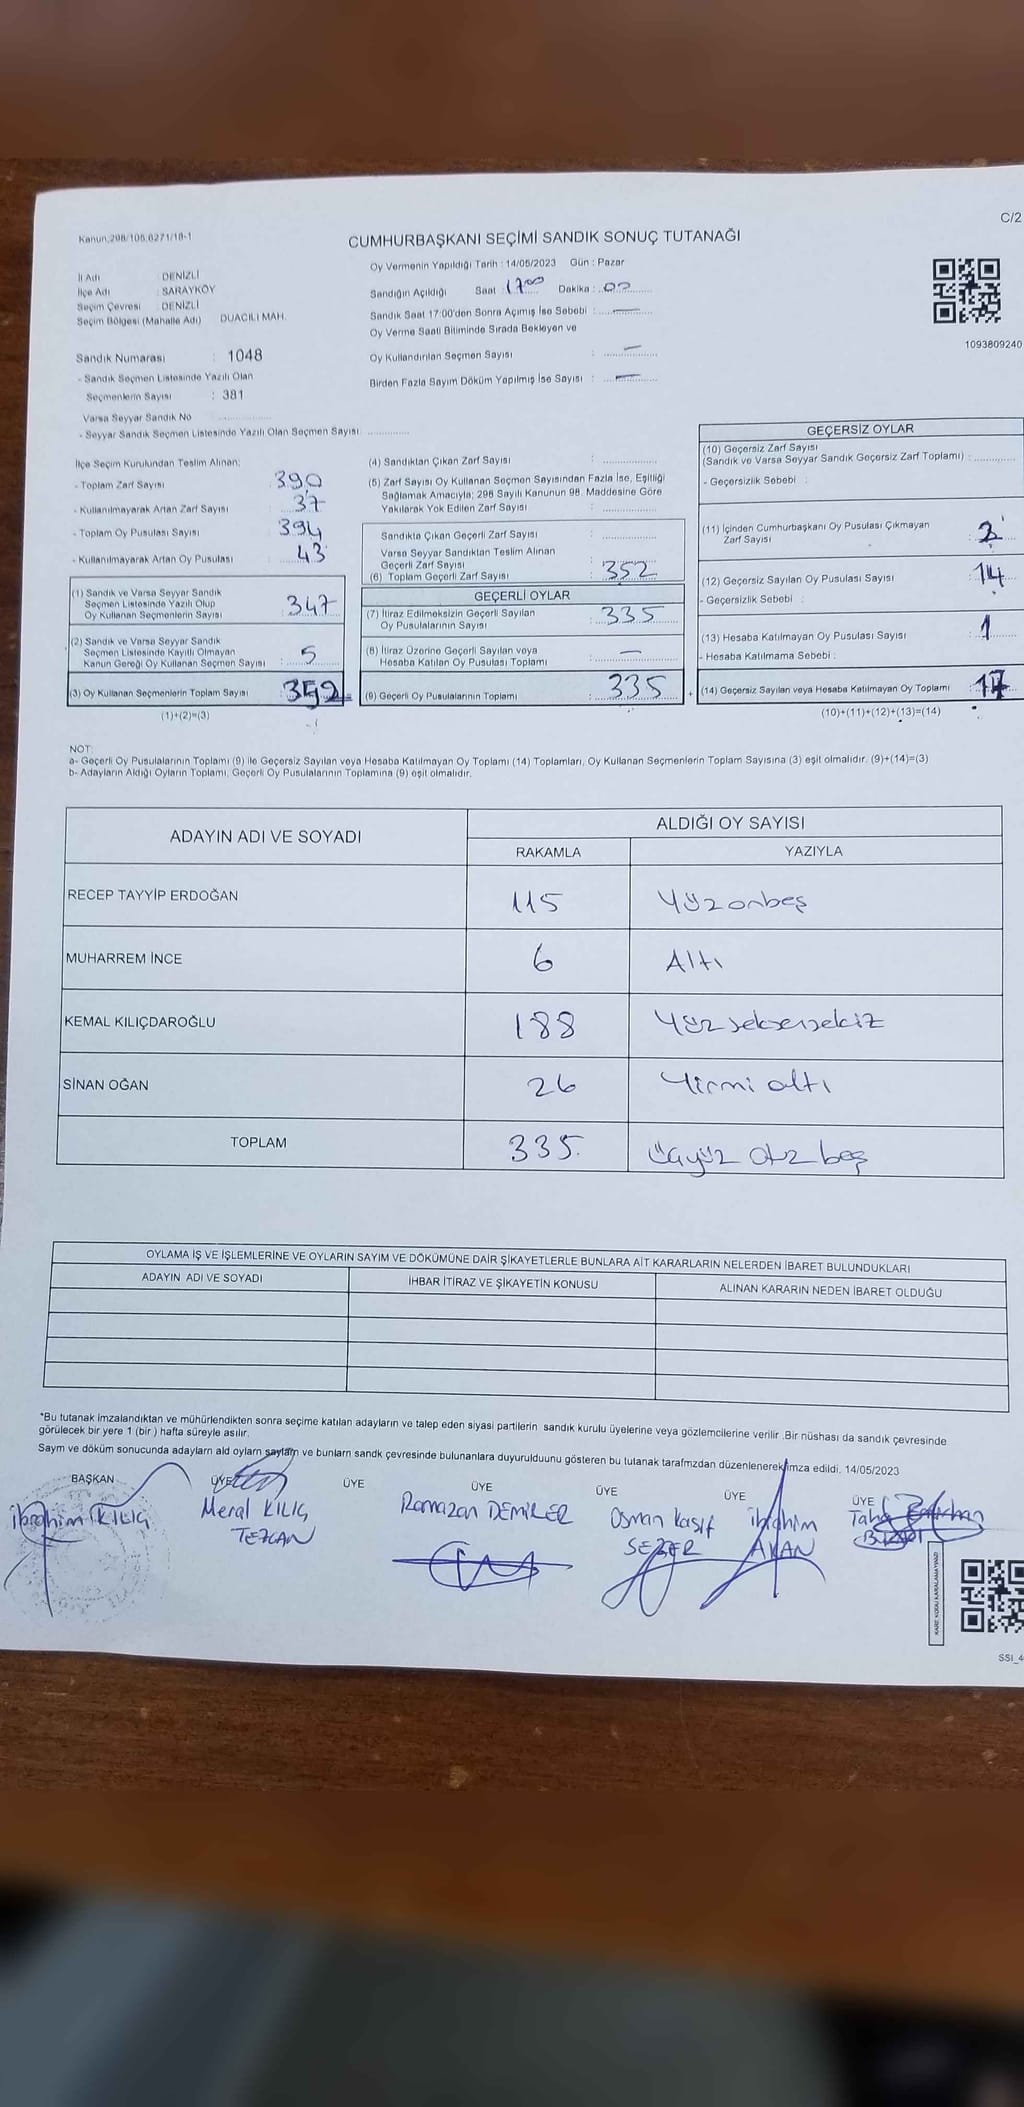 C/2
Kanun,298/105,6271/18-1
CUMHURBAŞKANI SEÇİMİ SANDIK SONUÇ TUTANAĞI
Oy Vermenin Yapıldığı Tarih : 14/05/2023 Gün : Pazar
İl Adı : DENİZLİ
İlçe Adı : SARAYKÖY
Seçim Çevresi : DENİZLİ
Seçim Bölgesi (Mahalle Adı) DUACILI MAH.
Sandığın Açıldığı Saat 17 00 Dakika : 00
Sandık Saat 17:00'den Sonra Açımış İse Sebebi : —
Oy Verme Saati Bitiminde Sırada Bekleyen ve
Oy Kullandırılan Seçmen Sayısı : —
Birden Fazla Sayım Döküm Yapılmış İse Sayısı : —
1093809240
Sandık Numarası : 1048
- Sandık Seçmen Listesinde Yazılı Olan
Seçmenlerin Sayısı : 381
Varsa Seyyar Sandık No
- Seyyar Sandık Seçmen Listesinde Yazılı Olan Seçmen Sayısı
İlçe Seçim Kurulundan Teslim Alınan:
- Toplam Zarf Sayısı 390
- Kullanılmayarak Artan Zarf Sayısı 37
- Toplam Oy Pusulası Sayısı 394
- Kullanılmayarak Artan Oy Pusulası 43
(1) Sandık ve Varsa Seyyar Sandık
Seçmen Listesinde Yazılı Olup
Oy Kullanan Seçmenlerin Sayısı : 347
(2) Sandık ve Varsa Seyyar Sandık
Seçmen Listesinde Kayıtlı Olmayan
Kanun Gereği Oy Kullanan Seçmen Sayısı : 5
(3) Oy Kullanan Seçmenlerin Toplam Sayısı 352
(1)+(2)=(3)
(4) Sandıktan Çıkan Zarf Sayısı :
(5) Zarf Sayısı Oy Kullanan Seçmen Sayısından Fazla İse, Eşitliği
Sağlamak Amacıyla; 298 Sayılı Kanunun 98. Maddesine Göre
Yakılarak Yok Edilen Zarf Sayısı :
Sandıkta Çıkan Geçerli Zarf Sayısı :
Varsa Seyyar Sandıktan Teslim Alınan
Geçerli Zarf Sayısı
(6) Toplam Geçerli Zarf Sayısı : 352
GEÇERLİ OYLAR
(7) İtiraz Edilmeksizin Geçerli Sayılan
Oy Pusulalarının Sayısı : 335
(8) İtiraz Üzerine Geçerli Sayılan veya
Hesaba Katılan Oy Pusulası Toplamı : —
(9) Geçerli Oy Pusulalarının Toplamı : 335 +
GEÇERSİZ OYLAR
(10) Geçersiz Zarf Sayısı
(Sandık ve Varsa Seyyar Sandık Geçersiz Zarf Toplamı) :
- Geçersizlik Sebebi :
(11) İçinden Cumhurbaşkanı Oy Pusulası Çıkmayan
Zarf Sayısı :
(12) Geçersiz Sayılan Oy Pusulası Sayısı : 14
- Geçersizlik Sebebi :
(13) Hesaba Katılmayan Oy Pusulası Sayısı : 1
- Hesaba Katılmama Sebebi :
(14) Geçersiz Sayılan veya Hesaba Katılmayan Oy Toplamı : 17
(10)+(11)+(12)+(13)=(14)
NOT:
a- Geçerli Oy Pusulalarının Toplamı (9) ile Geçersiz Sayılan veya Hesaba Katılmayan Oy Toplamı (14) Toplamları, Oy Kullanan Seçmenlerin Toplam Sayısına (3) eşit olmalıdır. (9)+(14)=(3)
b- Adayların Aldığı Oyların Toplamı, Geçerli Oy Pusulalarının Toplamına (9) eşit olmalıdır.
ADAYIN ADI VE SOYADI ALDIĞI OY SAYISI
RAKAMLA YAZIYLA
RECEP TAYYİP ERDOĞAN 115 Yüzonbeş
MUHARREM İNCE 6 Altı
KEMAL KILIÇDAROĞLU 188 Yüzseksensekiz
SİNAN OĞAN 26 Yirmi altı
TOPLAM 335. üçyüz otz beş
OYLAMA İŞ VE İŞLEMLERİNE VE OYLARIN SAYIM VE DÖKÜMÜNE DAİR ŞİKAYETLERLE BUNLARA AİT KARARLARIN NELERDEN İBARET BULUNDUKLARI
ADAYIN ADI VE SOYADI İHBAR İTİRAZ VE ŞİKAYETİN KONUSU ALINAN KARARIN NEDEN İBARET OLDUĞU
*Bu tutanak imzalandıktan ve mühürlendikten sonra seçime katılan adayların ve talep eden siyasi partilerin sandık kurulu üyelerine veya gözlemcilerine verilir .Bir nüshası da sandık çevresinde
görülecek bir yere 1 (bir ) hafta süreyle asılır.
Saym ve döküm sonucunda adayların ald oylarn saylarn ve bunlarn sandk çevresinde bulunanlara duyurulduunu gösteren bu tutanak tarafmzdan düzenlenerek imza edildi. 14/05/2023
BAŞKAN ÜYE ÜYE ÜYE ÜYE ÜYE ÜYE
İbrahim KILIÇ Meral KILIÇ Ramazan DEMİRER Osman Kaşif İbrahim Taha
TEZCAN SEZER AKAN
KARE KODU KARALAMAYINIZ!
SSI_4